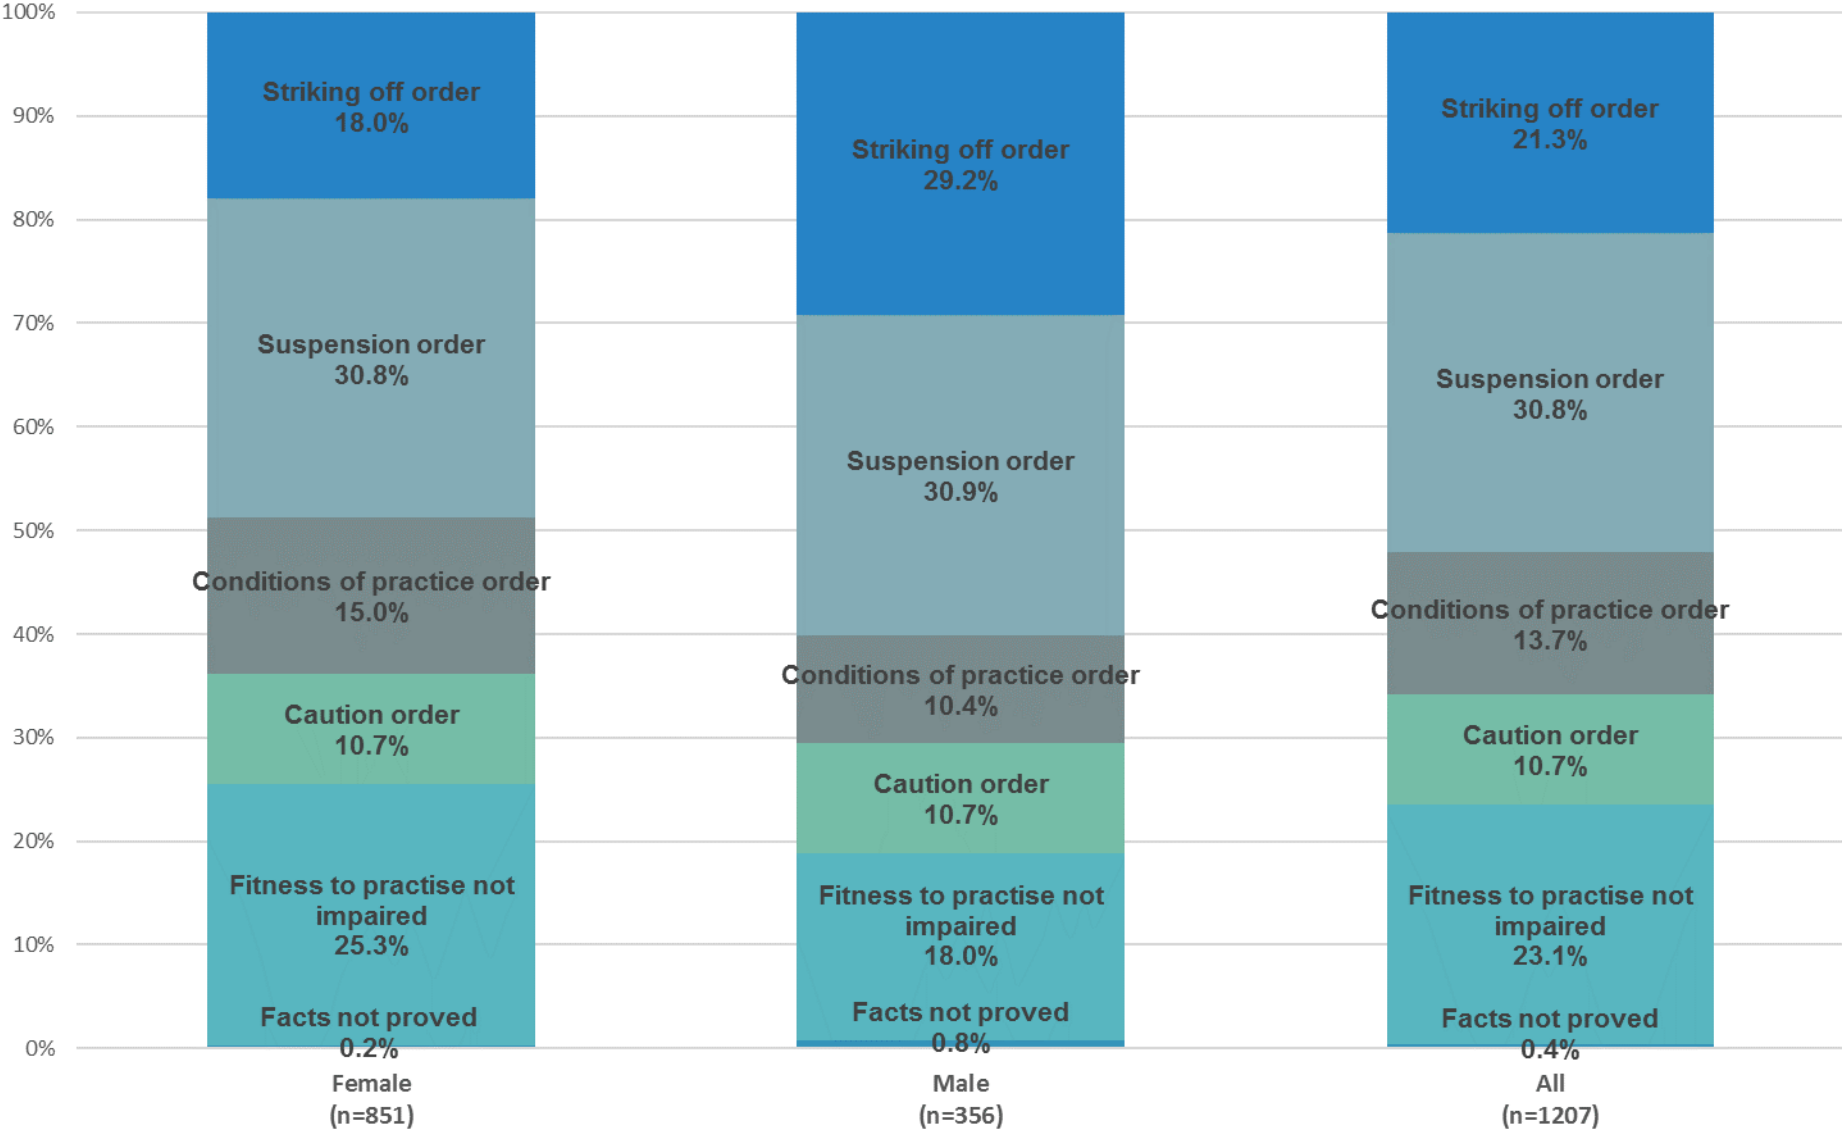 100%
90%
80%
70%
60%
50%
40%
30%
20%
10%
0%
Striking off order
18.0%
Suspension order
30.8%
Conditions of practice order
15.0%
Caution order
10.7%
Fitness to practise not
impaired
25.3%
Facts not proved
0.2%
Female
(n=851)
Striking off order
29.2%
Suspension order
30.9%
Conditions of practice order
10.4%
Caution order
10.7%
Fitness to practise not
impaired
18.0%
Facts not proved
0.8%
Male
(n=356)
Striking off order
21.3%
Suspension order
30.8%
Conditions of practice order
13.7%
Caution order
10.7%
Fitness to practise not
impaired
23.1%
Facts not proved
0.4%
All
(n=1207)